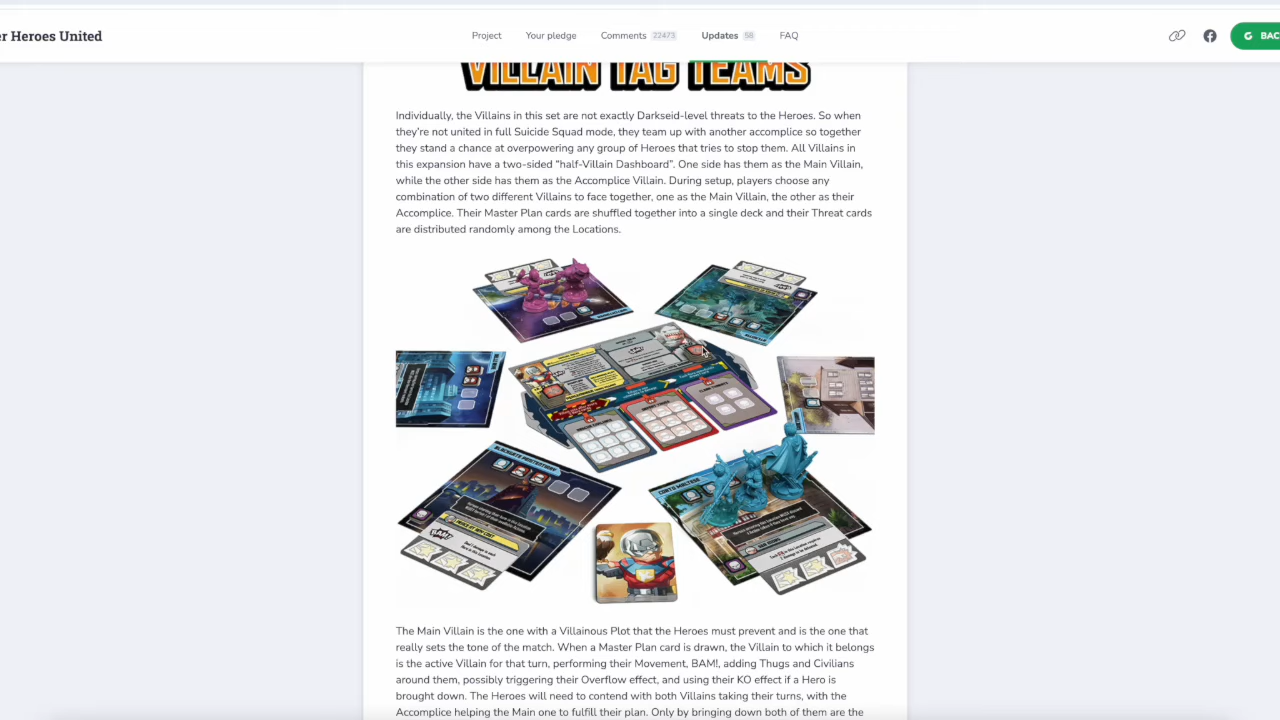 er Heroes United
Project
Your pledge
Comments 22473
Updates 58
FAQ
BAC
VILLAIN TAG TEAMS
Individually, the Villains in this set are not exactly Darkseid-level threats to the Heroes. So when
they're not united in full Suicide Squad mode, they team up with another accomplice so together
they stand a chance at overpowering any group of Heroes that tries to stop them. All Villains in
this expansion have a two-sided "half-Villain Dashboard". One side has them as the Main Villain,
while the other side has them as the Accomplice Villain. During setup, players choose any
combination of two different Villains to face together, one as the Main Villain, the other as their
Accomplice. Their Master Plan cards are shuffled together into a single deck and their Threat cards
are distributed randomly among the Locations.
CORTO MALTESE
BAM!
The Main Villain is the one with a Villainous Plot that the Heroes must prevent and is the one that
really sets the tone of the match. When a Master Plan card is drawn, the Villain to which it belongs
is the active Villain for that turn, performing their Movement, BAM!, adding Thugs and Civilians
around them, possibly triggering their Overflow effect, and using their KO effect if a Hero is
brought down. The Heroes will need to contend with both Villains taking their turns, with the
Accomplice helping the Main one to fulfill their plan. Only by bringing down both of them are the